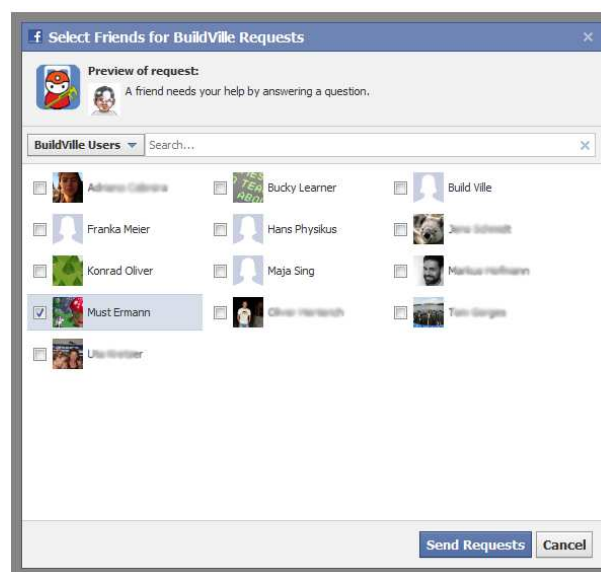 Select Friends for BuildVille Requests
Preview of request:
A friend needs your help by answering a question.
BuildVille Users Search...
Bucky Learner Build Ville
Franka Meier Hans Physikus
Konrad Oliver Maja Sing
Must Ermann
Send Requests Cancel